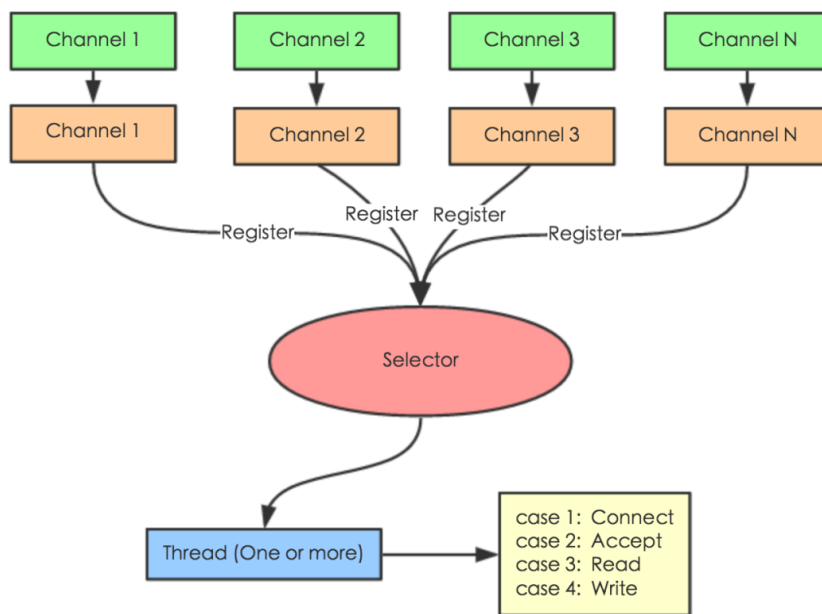 Channel 1
Channel 2
Channel 3
Channel N
Channel 1
Channel 2
Channel 3
Channel N
Register
Register
Register
Register
Selector
Thread (One or more)
case 1: Connect
case 2: Accept
case 3: Read
case 4: Write